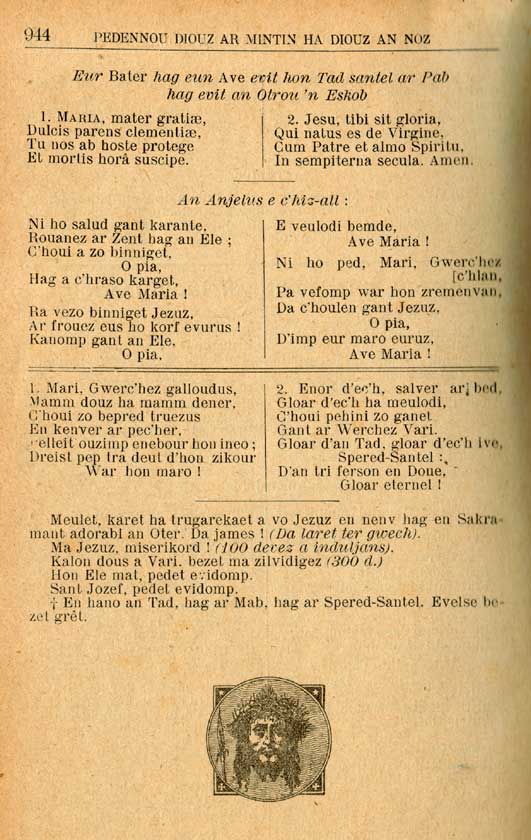 944 PEDENNOU DIOUZ AR MINTIN HA DIOUZ AN NOZ
Eur Bater hag eun Ave evit hon Tad santel ar Pab
hag evit an Otrou 'n Eskob
1. MARIA, mater gratiæ,
Dulcis parens clementiæ,
Tu nos ab hoste protege
Et mortis horâ suscipe.
2. Jesu, tibi sit gloria,
Qui natus es de Virgine,
Cum Patre et almo Spiritu,
In sempiterna secula. Amen.
An Anjelus e c'hiz-all :
Ni ho salud gant karante,
Rouanez ar Zent hag an Ele ;
C'houi a zo binniget,
O pia,
Hag a c'hraso karget,
Ave Maria !
Ra vezo binniget Jezuz,
Ar frouez eus ho korf evurus !
Kanomp gant an Ele,
O pia,
E veulodi bemde,
Ave Maria !
Ni ho ped, Mari, Gwerc'hez
[c'hlan,
Pa vefomp war hon zremenvan,
Da c'houlen gant Jezuz,
O pia,
D'imp eur maro euruz,
Ave Maria !
1. Mari, Gwerc'hez galloudus,
Mamm douz ha mamm dener,
C'houi zo bepred truezus
En kenver ar pec'her,
elleit ouzimp enebour hon ineo ;
Dreist pep tra deut d'hon zikour
War hon maro !
2. Enor d'ec'h, salver ar bed,
Gloar d'ec'h ha meulodi,
C'houi pehini zo ganet
Gant ar Werchez Vari.
Gloar d'an Tad, gloar d'ec'h ive,
Spered-Santel :
D'an tri ferson en Doue,
Gloar eternel !
Meulet, karet ha trugarekaet a vo Jezuz en nenv hag en Sakra-
mant adorabl an Oter. Da james ! (Da laret ter gwech).
Ma Jezuz, miserikord ! (100 devez a induljans).
Kalon dous a Vari, bezet ma zilvidigez (300 d.)
Hon Ele mat, pedet evidomp.
Sant Jozef, pedet evidomp.
† En hano an Tad, hag ar Mab, hag ar Spered-Santel. Evelse be-
zet grêt.